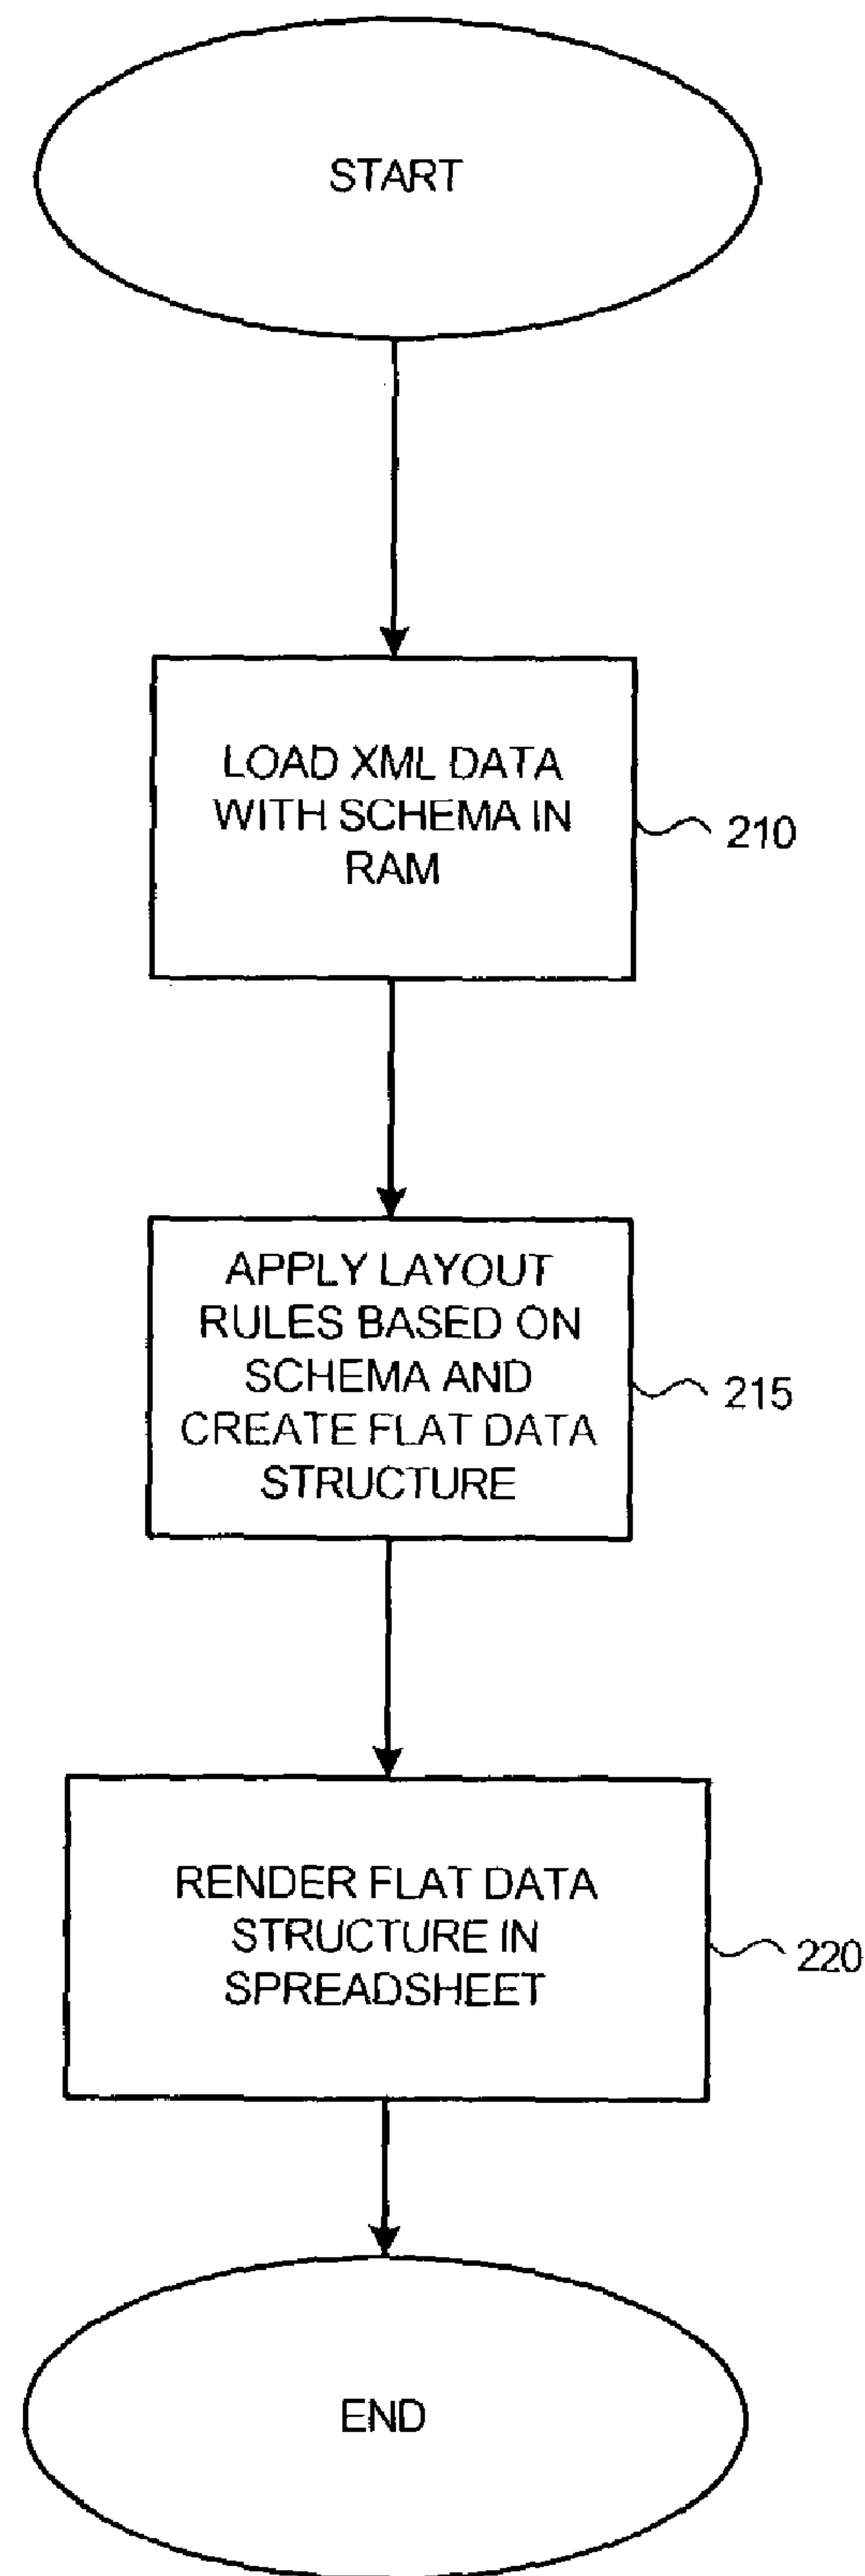 START
LOAD XML DATA
WITH SCHEMA IN
RAM
210
APPLY LAYOUT
RULES BASED ON
SCHEMA AND
CREATE FLAT DATA
STRUCTURE
215
RENDER FLAT DATA
STRUCTURE IN
SPREADSHEET
220
END